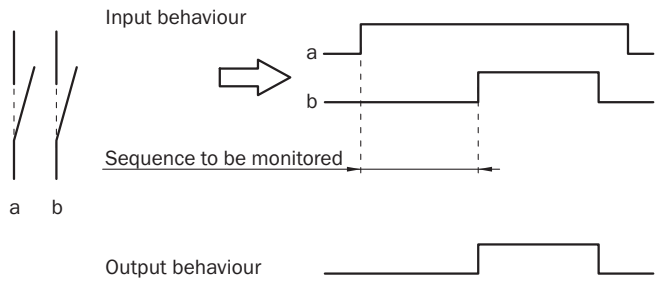 Input behaviour
a
b
Sequence to be monitored
a b
Output behaviour